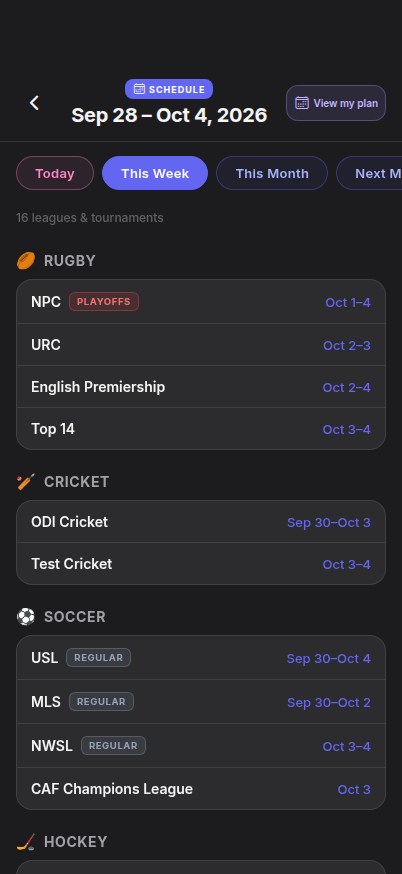 SCHEDULE
Sep 28 – Oct 4, 2026
View my plan
Today
This Week
This Month
Next M
16 leagues & tournaments
RUGBY
NPC PLAYOFFS Oct 1–4
URC Oct 2–3
English Premiership Oct 2–4
Top 14 Oct 3–4
CRICKET
ODI Cricket Sep 30–Oct 3
Test Cricket Oct 3–4
SOCCER
USL REGULAR Sep 30–Oct 4
MLS REGULAR Sep 30–Oct 2
NWSL REGULAR Oct 3–4
CAF Champions League Oct 3
HOCKEY